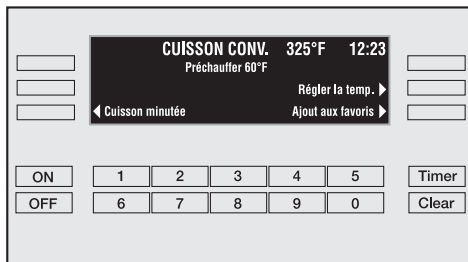 CUISSON CONV. 325°F 12:23
Préchauffer 60°F
Régler la temp.
Cuisson minutée Ajout aux favoris
ON 1 2 3 4 5 Timer
OFF 6 7 8 9 0 Clear